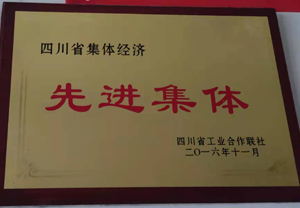 四川省集体经济
先进集体
四川省工业合作联社
二〇一六年十一月